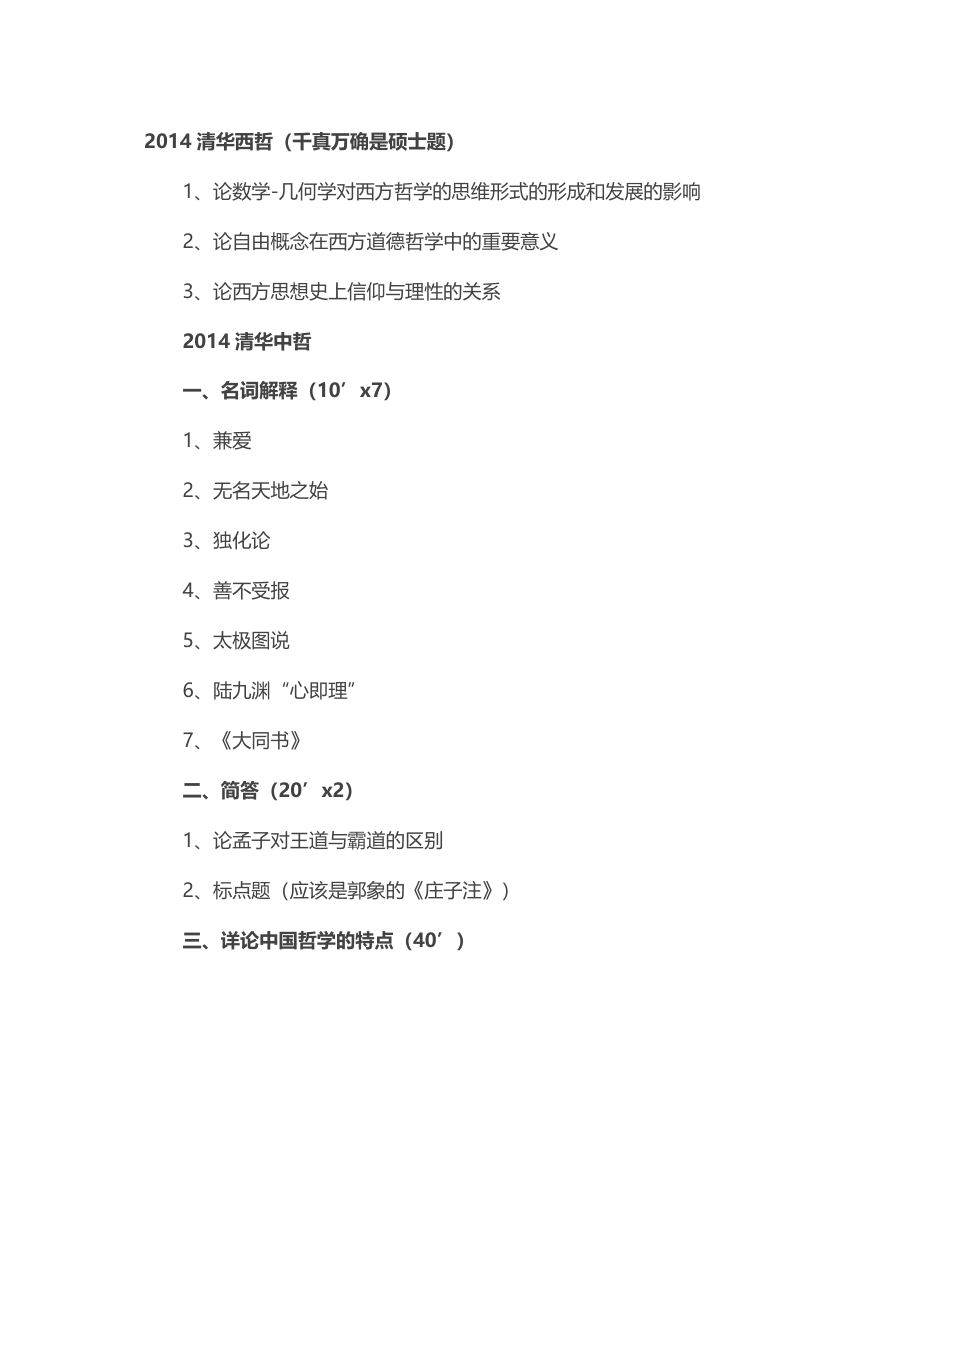 2014 清华西哲（千真万确是硕士题）
1、论数学-几何学对西方哲学的思维形式的形成和发展的影响
2、论自由概念在西方道德哲学中的重要意义
3、论西方思想史上信仰与理性的关系
2014 清华中哲
一、名词解释（10′x7）
1、兼爱
2、无名天地之始
3、独化论
4、善不受报
5、太极图说
6、陆九渊“心即理”
7、《大同书》
二、简答（20′x2）
1、论孟子对王道与霸道的区别
2、标点题（应该是郭象的《庄子注》）
三、详论中国哲学的特点（40′）